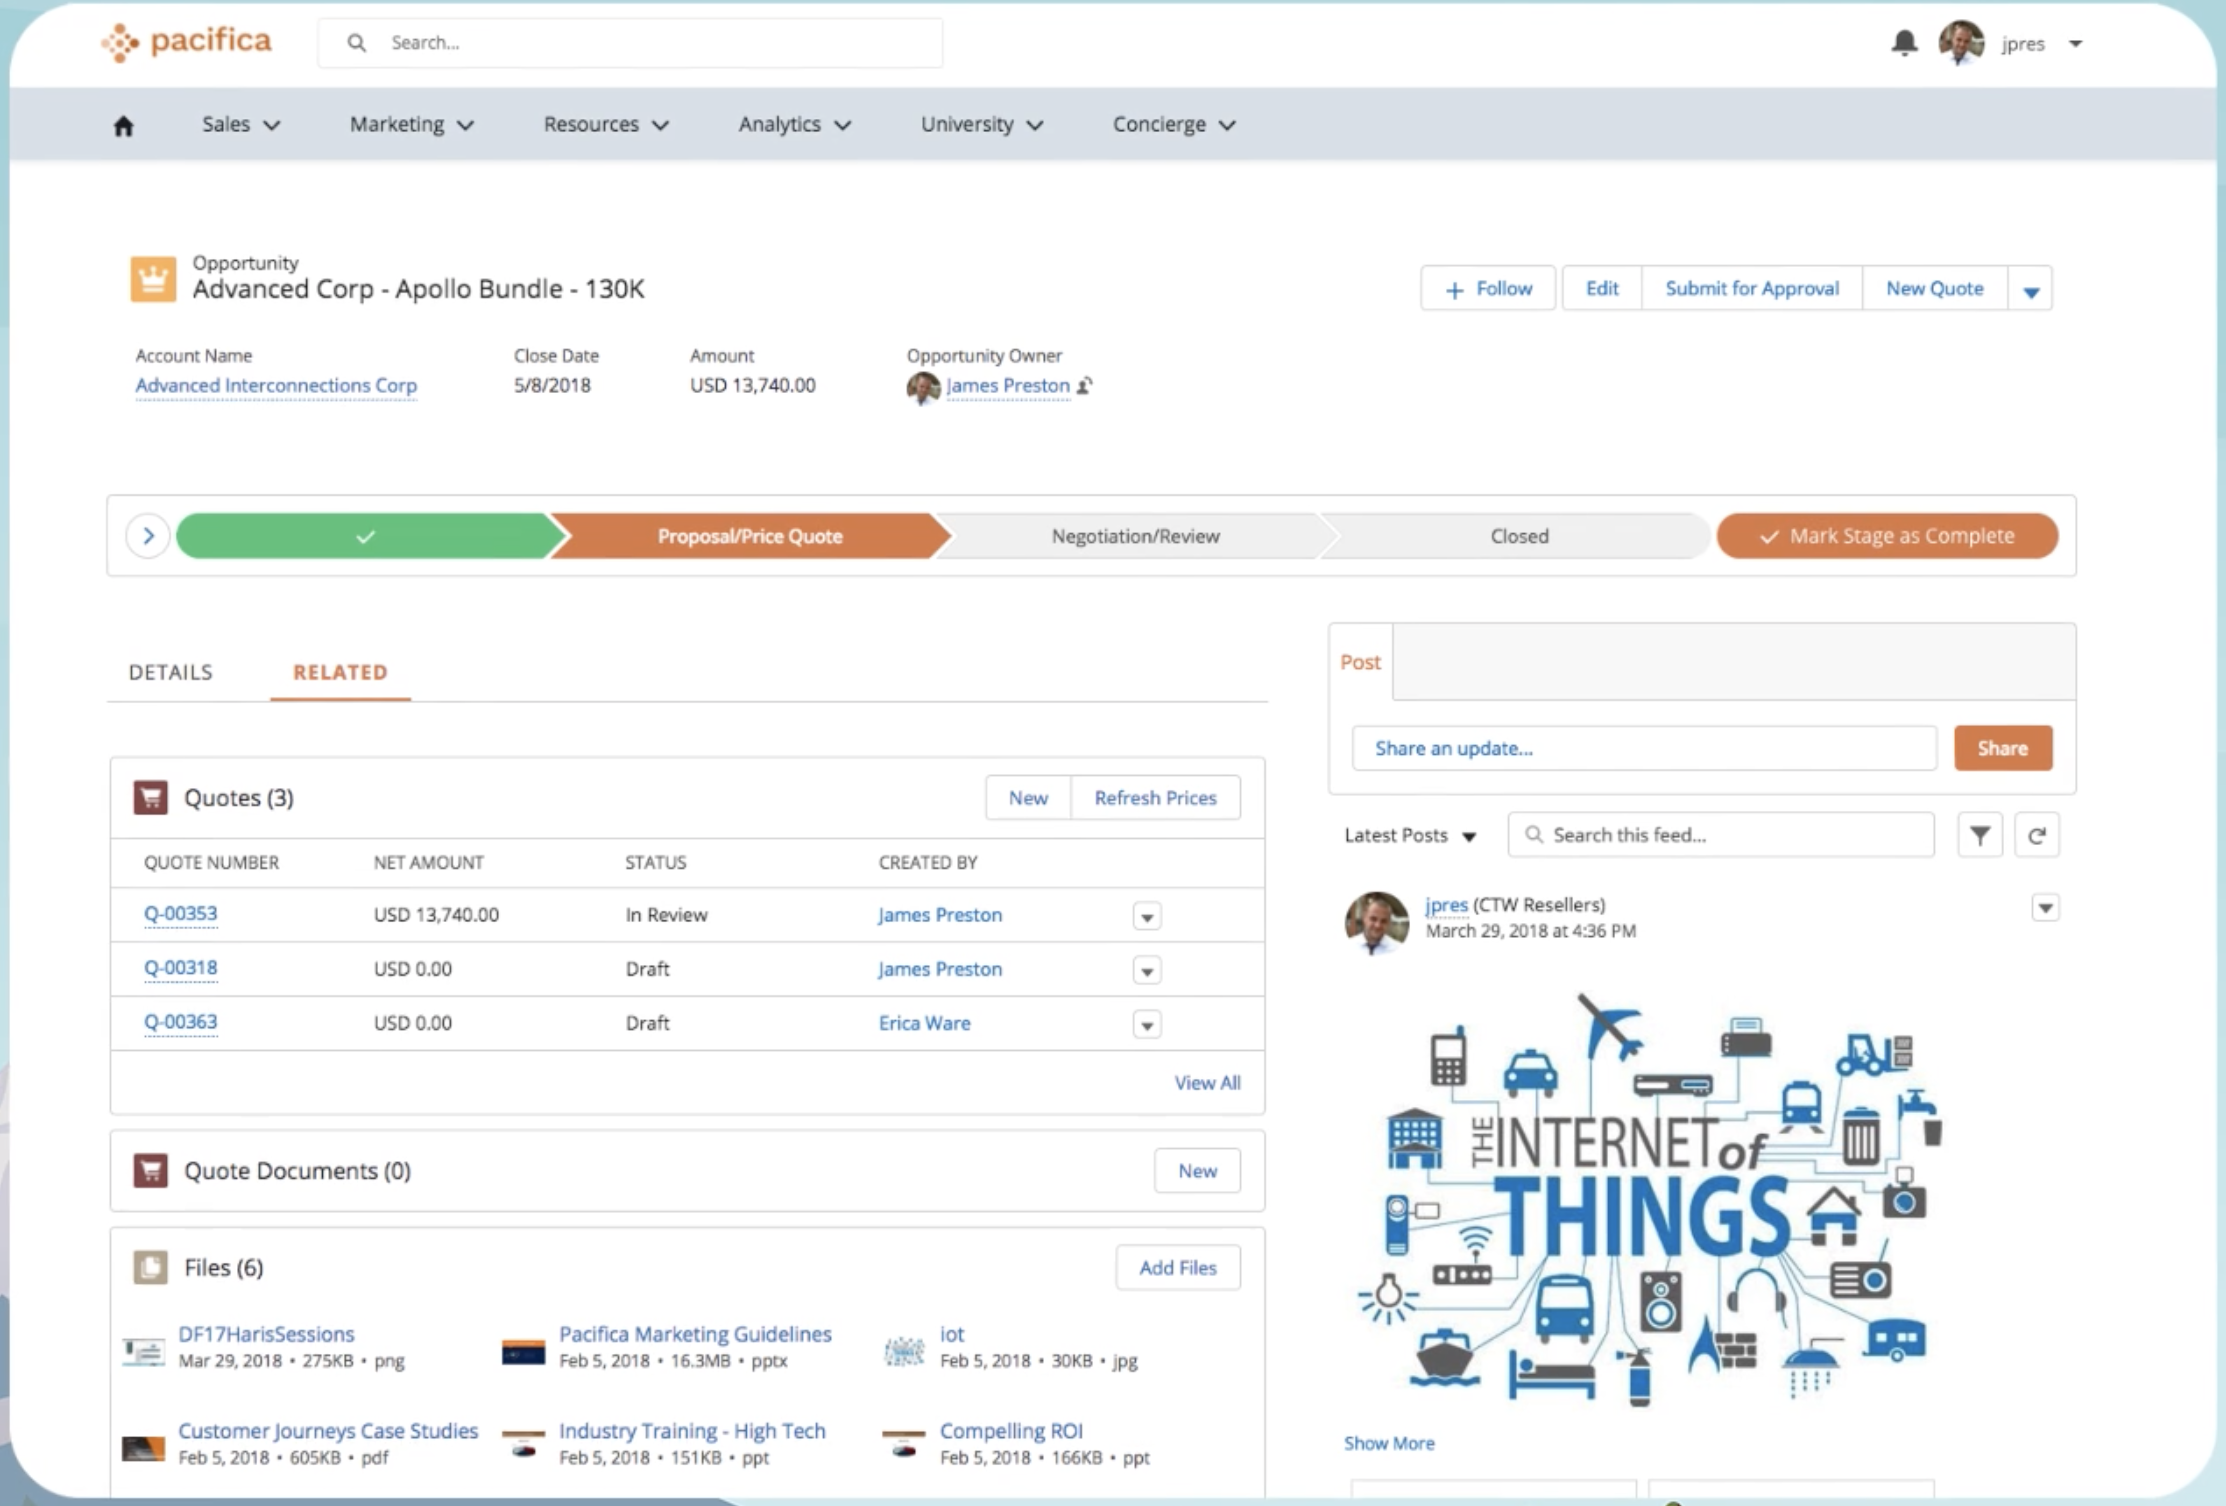 pacifica
Search...
jpres
Sales
Marketing
Resources
Analytics
University
Concierge
Opportunity
Advanced Corp - Apollo Bundle - 130K
+ Follow
Edit
Submit for Approval
New Quote
Account Name
Close Date
Amount
Opportunity Owner
Advanced Interconnections Corp
5/8/2018
USD 13,740.00
James Preston
Proposal/Price Quote
Negotiation/Review
Closed
Mark Stage as Complete
DETAILS
RELATED
Quotes (3)
New
Refresh Prices
QUOTE NUMBER
NET AMOUNT
STATUS
CREATED BY
Q-00353
USD 13,740.00
In Review
James Preston
Q-00318
USD 0.00
Draft
James Preston
Q-00363
USD 0.00
Draft
Erica Ware
View All
Quote Documents (0)
New
Files (6)
Add Files
DF17HarisSessions
Mar 29, 2018 • 275KB • png
Pacifica Marketing Guidelines
Feb 5, 2018 • 16.3MB • pptx
iot
Feb 5, 2018 • 30KB • jpg
Customer Journeys Case Studies
Feb 5, 2018 • 605KB • pdf
Industry Training - High Tech
Feb 5, 2018 • 151KB • ppt
Compelling ROI
Feb 5, 2018 • 166KB • ppt
Post
Share an update...
Share
Latest Posts
Search this feed...
jpres (CTW Resellers)
March 29, 2018 at 4:36 PM
THE INTERNET of
THINGS
Show More